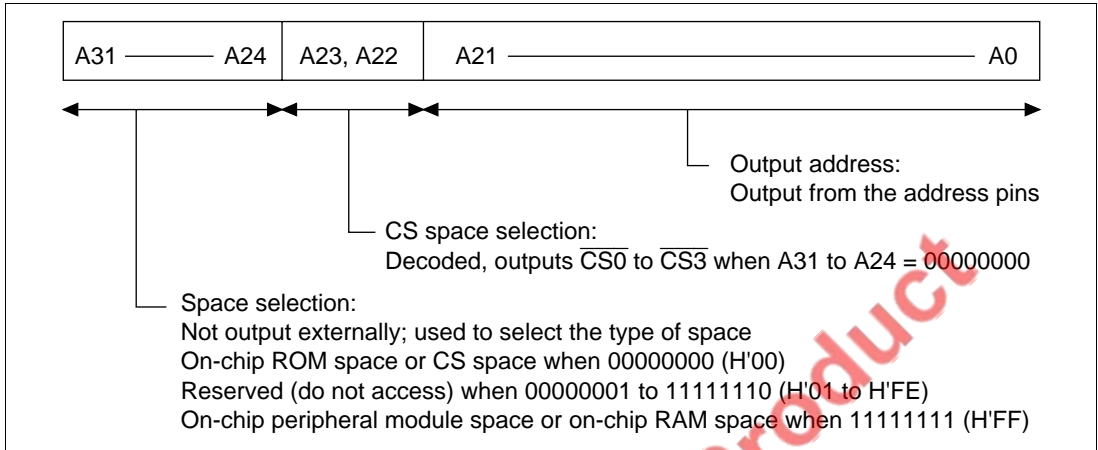 A31 ——— A24 A23, A22 A21 ——— A0
Output address:
Output from the address pins
CS space selection:
Decoded, outputs C̅S̅0̅ to C̅S̅3̅ when A31 to A24 = 00000000
Space selection:
Not output externally; used to select the type of space
On-chip ROM space or CS space when 00000000 (H'00)
Reserved (do not access) when 00000001 to 11111110 (H'01 to H'FE)
On-chip peripheral module space or on-chip RAM space when 11111111 (H'FF)
roduct